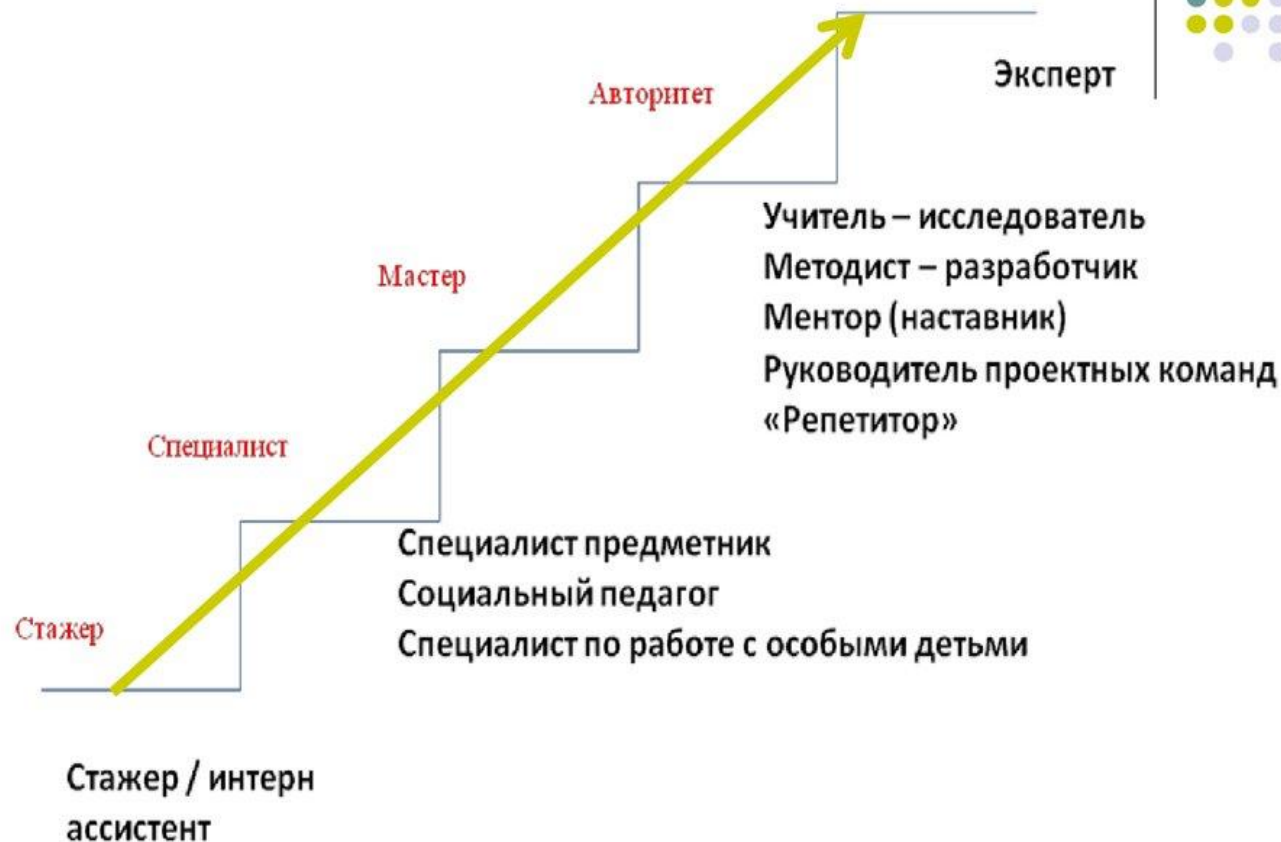 Эксперт
Авторитет
Учитель – исследователь
Методист – разработчик
Ментор (наставник)
Руководитель проектных команд
«Репетитор»
Мастер
Специалист
Специалист предметник
Социальный педагог
Специалист по работе с особыми детьми
Стажер
Стажер / интерн
ассистент